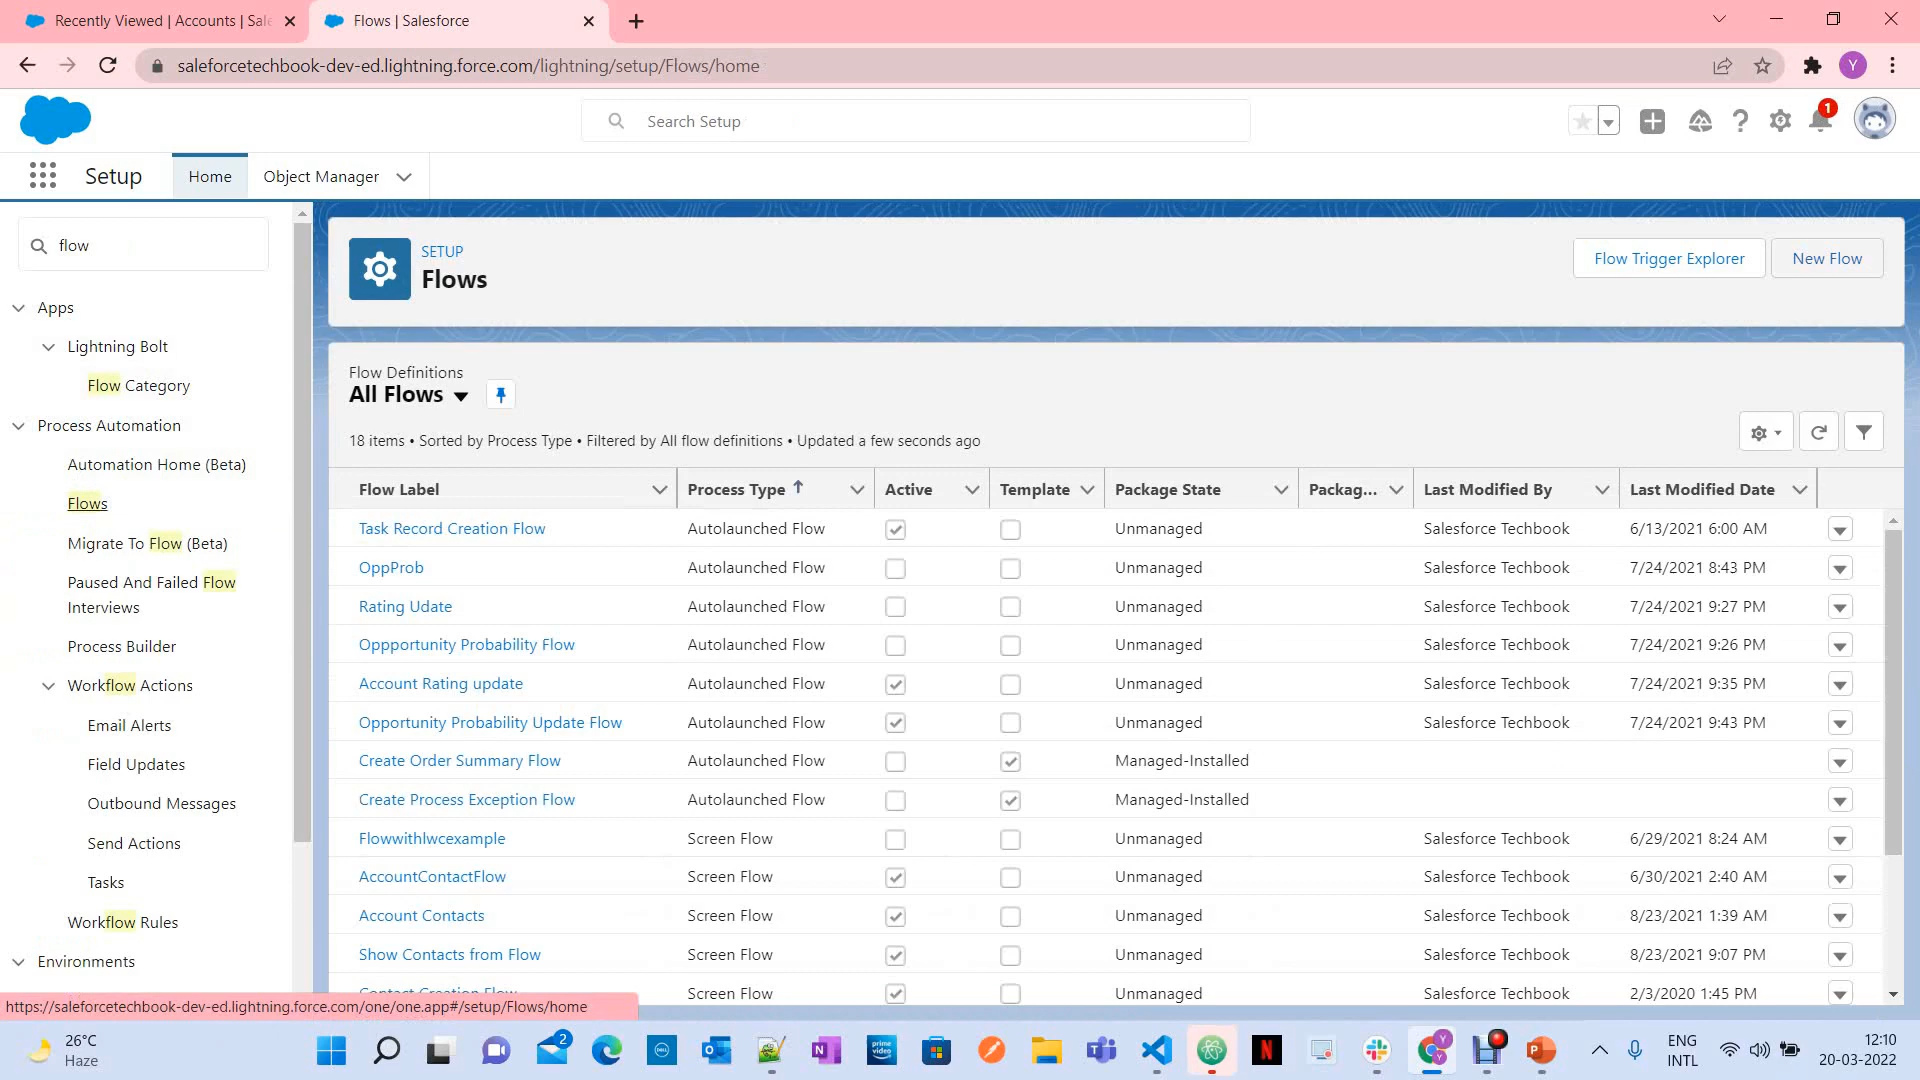 Recently Viewed | Accounts | Sale
Flows | Salesforce
saleforcetechbook-dev-ed.lightning.force.com/lightning/setup/Flows/home
Y
Search Setup
1
Setup
Home
Object Manager
flow
Apps
Lightning Bolt
Flow Category
Process Automation
Automation Home (Beta)
Flows
Migrate To Flow (Beta)
Paused And Failed Flow
Interviews
Process Builder
Workflow Actions
Email Alerts
Field Updates
Outbound Messages
Send Actions
Tasks
Workflow Rules
Environments
SETUP
Flows
Flow Trigger Explorer
New Flow
Flow Definitions
All Flows
18 items • Sorted by Process Type • Filtered by All flow definitions • Updated a few seconds ago
Flow Label Process Type Active Template Package State Packag... Last Modified By Last Modified Date
Task Record Creation Flow Autolaunched Flow Unmanaged Salesforce Techbook 6/13/2021 6:00 AM
OppProb Autolaunched Flow Unmanaged Salesforce Techbook 7/24/2021 8:43 PM
Rating Udate Autolaunched Flow Unmanaged Salesforce Techbook 7/24/2021 9:27 PM
Oppportunity Probability Flow Autolaunched Flow Unmanaged Salesforce Techbook 7/24/2021 9:26 PM
Account Rating update Autolaunched Flow Unmanaged Salesforce Techbook 7/24/2021 9:35 PM
Opportunity Probability Update Flow Autolaunched Flow Unmanaged Salesforce Techbook 7/24/2021 9:43 PM
Create Order Summary Flow Autolaunched Flow Managed-Installed
Create Process Exception Flow Autolaunched Flow Managed-Installed
Flowwithlwcexample Screen Flow Unmanaged Salesforce Techbook 6/29/2021 8:24 AM
AccountContactFlow Screen Flow Unmanaged Salesforce Techbook 6/30/2021 2:40 AM
Account Contacts Screen Flow Unmanaged Salesforce Techbook 8/23/2021 1:39 AM
Show Contacts from Flow Screen Flow Unmanaged Salesforce Techbook 8/23/2021 9:07 PM
Contact Creation Flow Screen Flow Unmanaged Salesforce Techbook 2/3/2020 1:45 PM
https://saleforcetechbook-dev-ed.lightning.force.com/one/one.app#/setup/Flows/home
26°C
Haze
2
DELL
prime video
N
ENG
INTL
12:10
20-03-2022